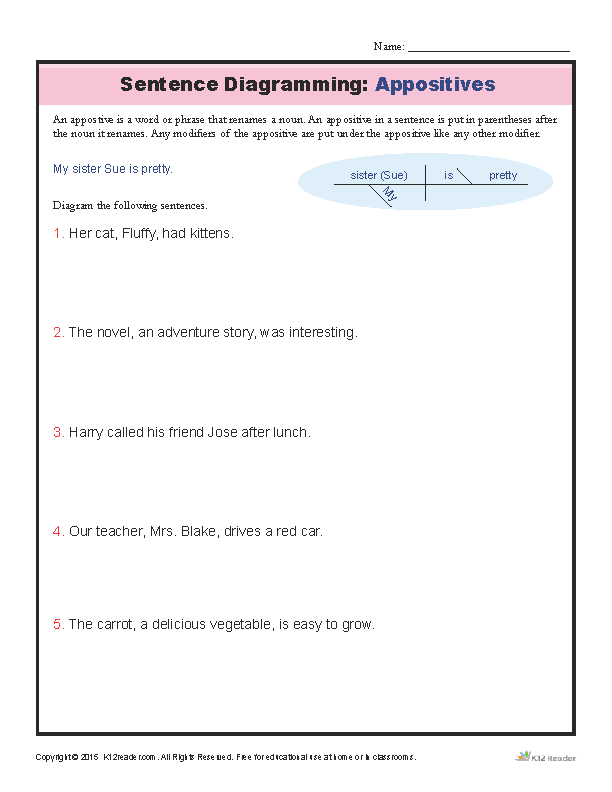 Name: ___________________________
Sentence Diagramming: Appositives
An appostive is a word or phrase that renames a noun. An appositive in a sentence is put in parentheses after
the noun it renames. Any modifiers of the appositive are put under the appositive like any other modifier.
My sister Sue is pretty.
sister (Sue) is pretty
My
Diagram the following sentences.
1. Her cat, Fluffy, had kittens.
2. The novel, an adventure story, was interesting.
3. Harry called his friend Jose after lunch.
4. Our teacher, Mrs. Blake, drives a red car.
5. The carrot, a delicious vegetable, is easy to grow.
Copyright © 2015 K12reader.com. All Rights Reserved. Free for educational use at home or in classrooms.
K12 Reader